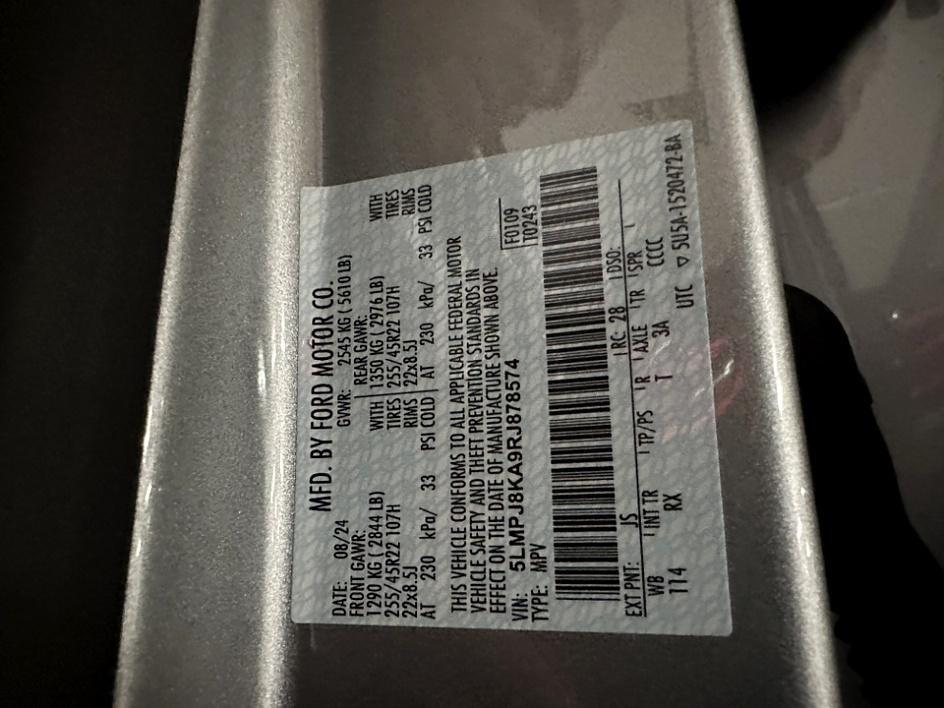 MFD. BY FORD MOTOR CO.
DATE: 08/24 GVWR: 2545 KG ( 5610 LB)
FRONT GAWR: REAR GAWR:
1290 KG ( 2844 LB) WITH 1350 KG ( 2976 LB) WITH
255/45R22 107H TIRES 255/45R22 107H TIRES
22x8.5J RIMS 22x8.5J RIMS
AT 230 kPa/ 33 PSI COLD AT 230 kPa/ 33 PSI COLD
THIS VEHICLE CONFORMS TO ALL APPLICABLE FEDERAL MOTOR
VEHICLE SAFETY AND THEFT PREVENTION STANDARDS IN
EFFECT ON THE DATE OF MANUFACTURE SHOWN ABOVE.
VIN: 5LMPJ8KA9RJ878574 F0109
TYPE: MPV T0243
EXT PNT: JS RC: 28 DSO:
WB INT TR TP/PS R AXLE TR SPR
114 RX T 3A CCCC
UTC ▽ 5U5A-1520472-BA